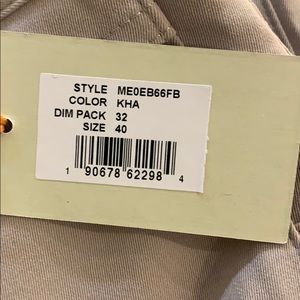 STYLE ME0EB66FB
COLOR KHA
DIM PACK 32
SIZE 40
1 90678 62298 4